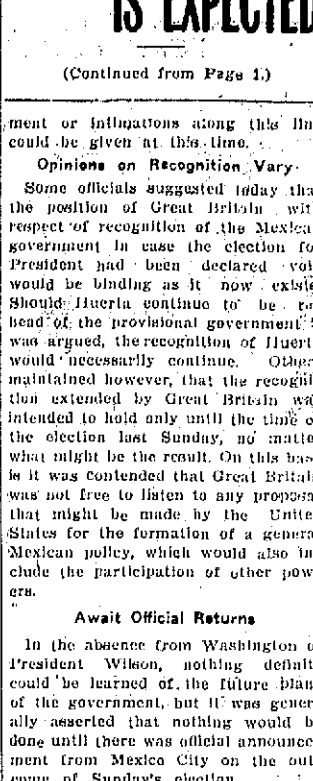 IS EXPECTED
(Continued from Page 1.)
ment or intimations along this lin
could be given at this time.
Opinions on Recognition Vary
Some officials suggested today tha
the position of Great Britain wit
respect of recognition of the Mexica
government in case the election fo
President had been declared voi
would be binding as it now exist
Should Huerta continue to be
head of the provisional government
was argued, the recognition of Huert
would necessarily continue. Other
maintained however, that the recogni
tion extended by Great Britain wa
intended to hold only until the time o
the election last Sunday, no matte
what might be the result. On this bas
is it was contended that Great Britai
was not free to listen to any proposa
that might be made by the Unite
States for the formation of a genera
Mexican policy, which would also in
clude the participation of other pow
ers.
Await Official Returns
In the absence from Washington o
President Wilson, nothing definit
could be learned of the future plan
of the government, but it was gener
ally asserted that nothing would b
done until there was official announce
ment from Mexico City on the out
come of Sunday's election